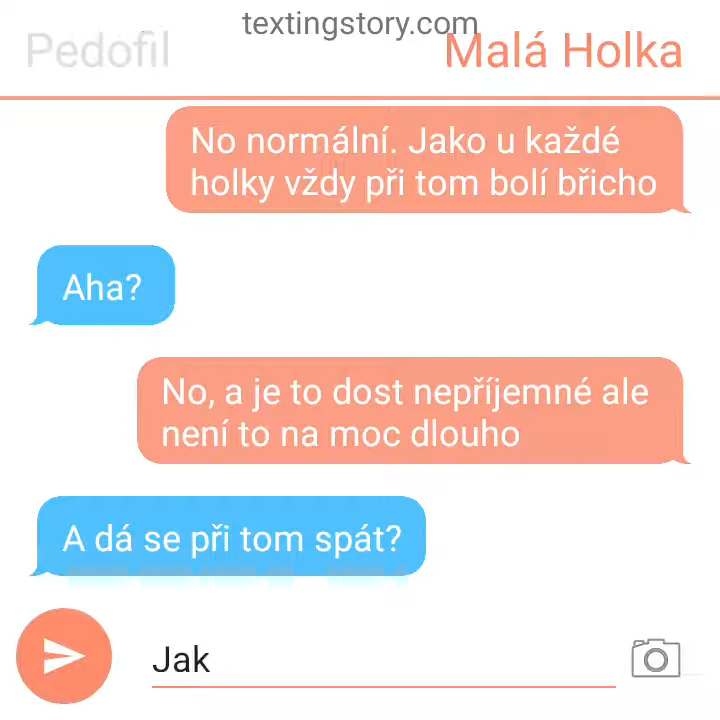 textingstory.com
Pedofil
Malá Holka
No normální. Jako u každé
holky vždy při tom bolí břicho
Aha?
No, a je to dost nepříjemné ale
není to na moc dlouho
A dá se při tom spát?
Jak